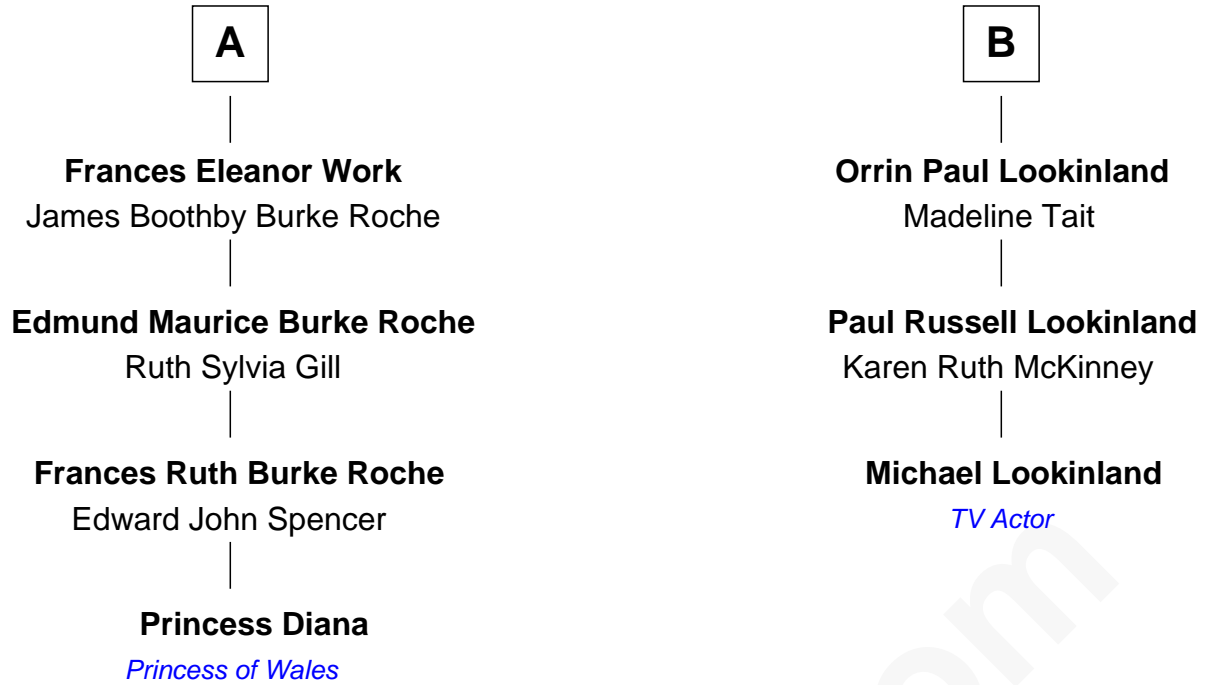 A
Frances Eleanor Work
James Boothby Burke Roche
Edmund Maurice Burke Roche
Ruth Sylvia Gill
Frances Ruth Burke Roche
Edward John Spencer
Princess Diana
Princess of Wales
B
Orrin Paul Lookinland
Madeline Tait
Paul Russell Lookinland
Karen Ruth McKinney
Michael Lookinland
TV Actor
om